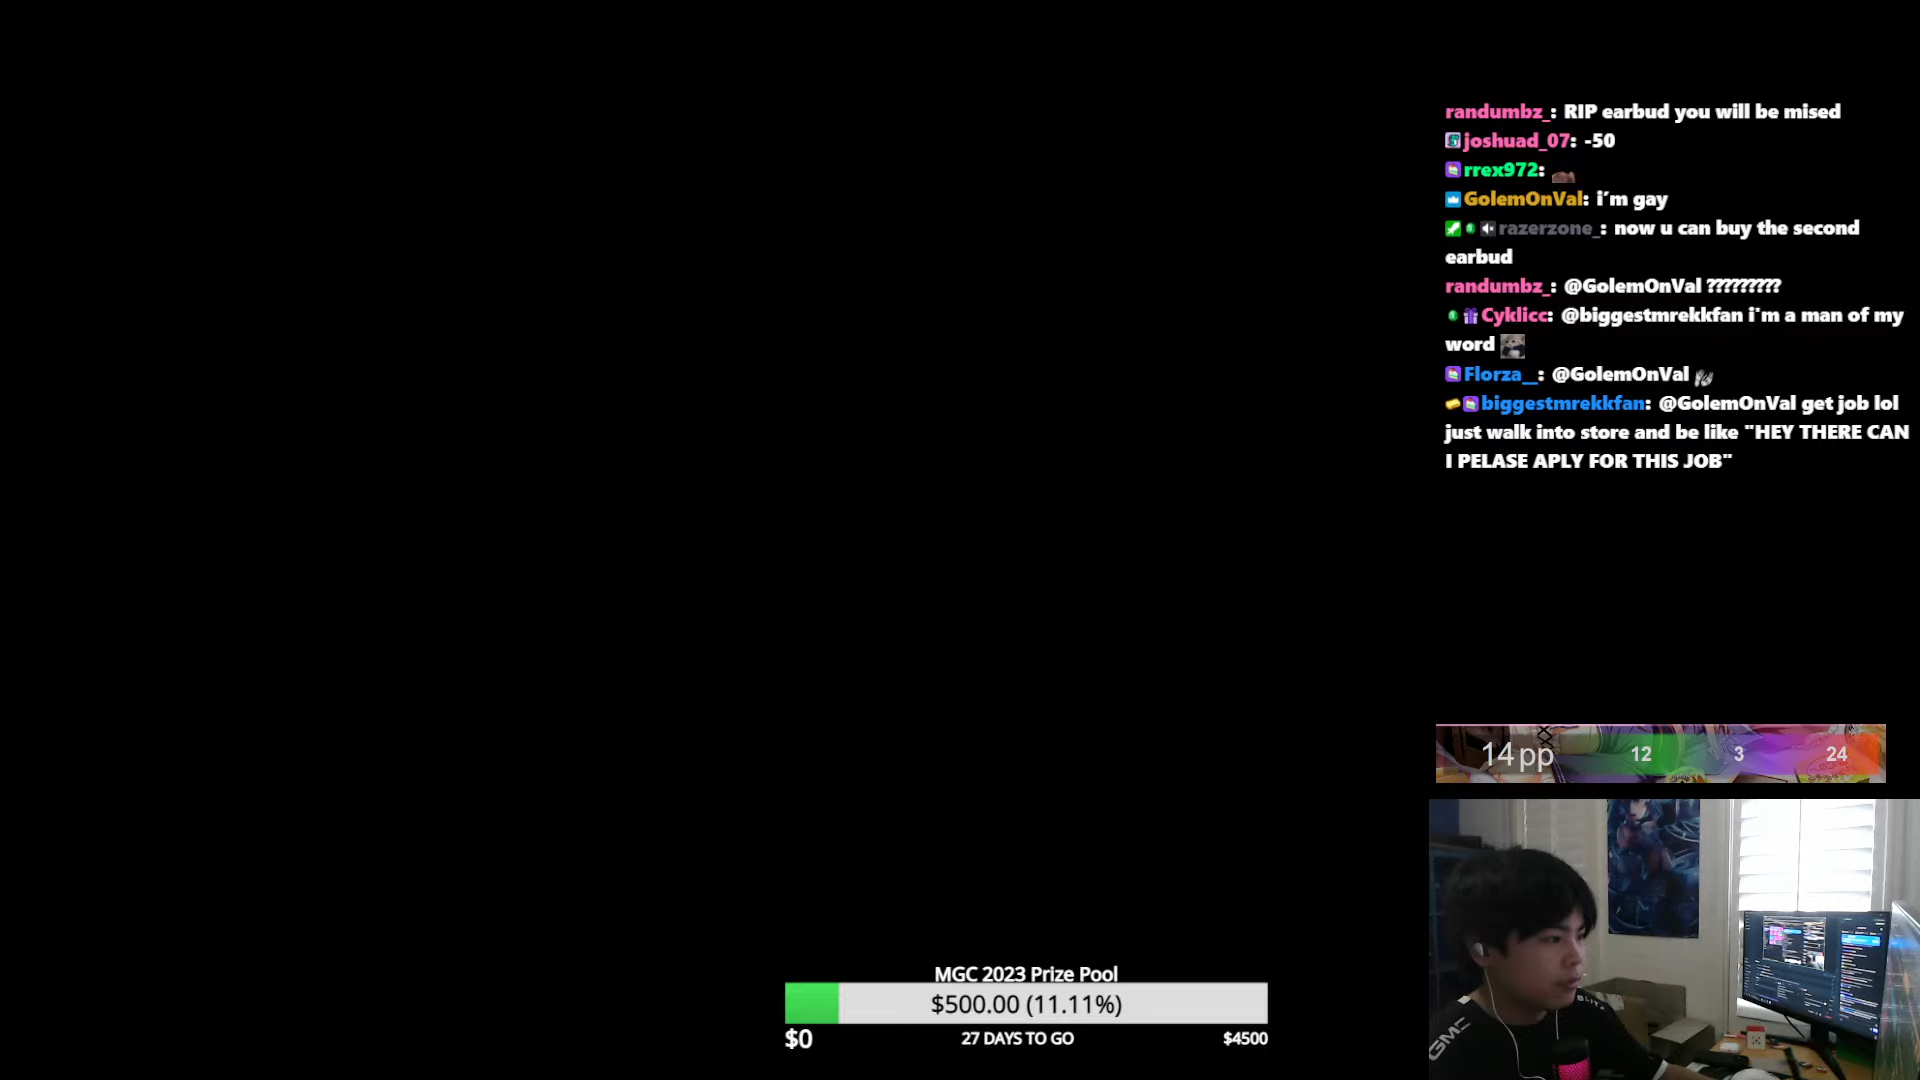 randumbz_: RIP earbud you will be mised
joshuad_07: -50
rrex972:
GolemOnVal: i'm gay
razerzone_: now u can buy the second
earbud
randumbz_: @GolemOnVal ?????????
Cyklicc: @biggestmrekkfan i'm a man of my
word
Florza__: @GolemOnVal
biggestmrekkfan: @GolemOnVal get job lol
just walk into store and be like "HEY THERE CAN
I PELASE APLY FOR THIS JOB"
14pp 12 3 24
MGC 2023 Prize Pool
$500.00 (11.11%)
$0 27 DAYS TO GO $4500
GMC